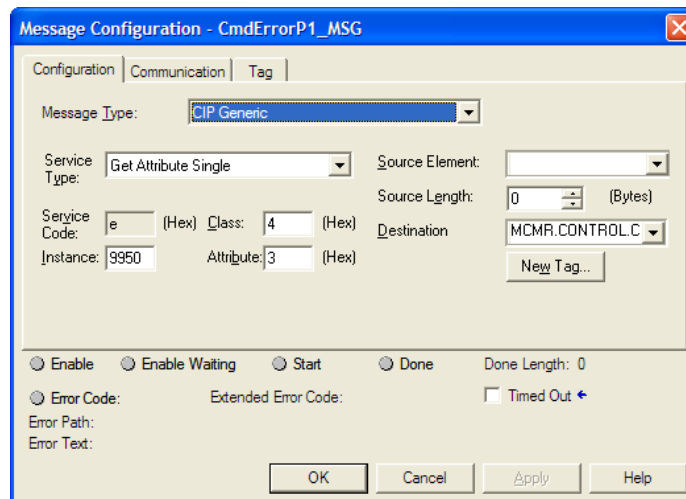 Message Configuration - CmdErrorP1_MSG
Configuration Communication Tag
Message Type: CIP Generic
Service Type: Get Attribute Single
Source Element:
Source Length: 0 (Bytes)
Service Code: e (Hex) Class: 4 (Hex)
Destination MCMR.CONTROL.C
Instance: 9950 Attribute: 3 (Hex)
New Tag...
Enable Enable Waiting Start Done Done Length: 0
Error Code: Extended Error Code: Timed Out
Error Path:
Error Text:
OK Cancel Apply Help